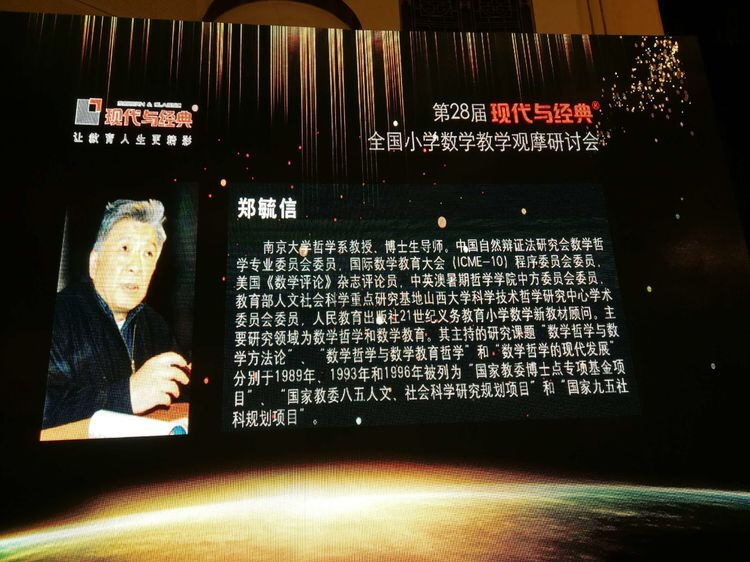 MODERN & CLASSIC
现代与经典
让教育人生更精彩
第28届 现代与经典®
全国小学数学教学观摩研讨会
郑毓信
南京大学哲学系教授、博士生导师。中国自然辩证法研究会数学哲
学专业委员会委员，国际数学教育大会（ICME-10）程序委员会委员，
美国《数学评论》杂志评论员，中英澳暑期哲学学院中方委员会委员，
教育部人文社会科学重点研究基地山西大学科学技术哲学研究中心学术
委员会委员，人民教育出版社21世纪义务教育小学数学新教材顾问。主
要研究领域为数学哲学和数学教育。其主持的研究课题“数学哲学与数
学方法论”、“数学哲学与数学教育哲学”和“数学哲学的现代发展”
分别于1989年、1993年和1996年被列为“国家教委博士点专项基金项
目”、“国家教委八五人文、社会科学研究规划项目”和“国家九五社
科规划项目”。